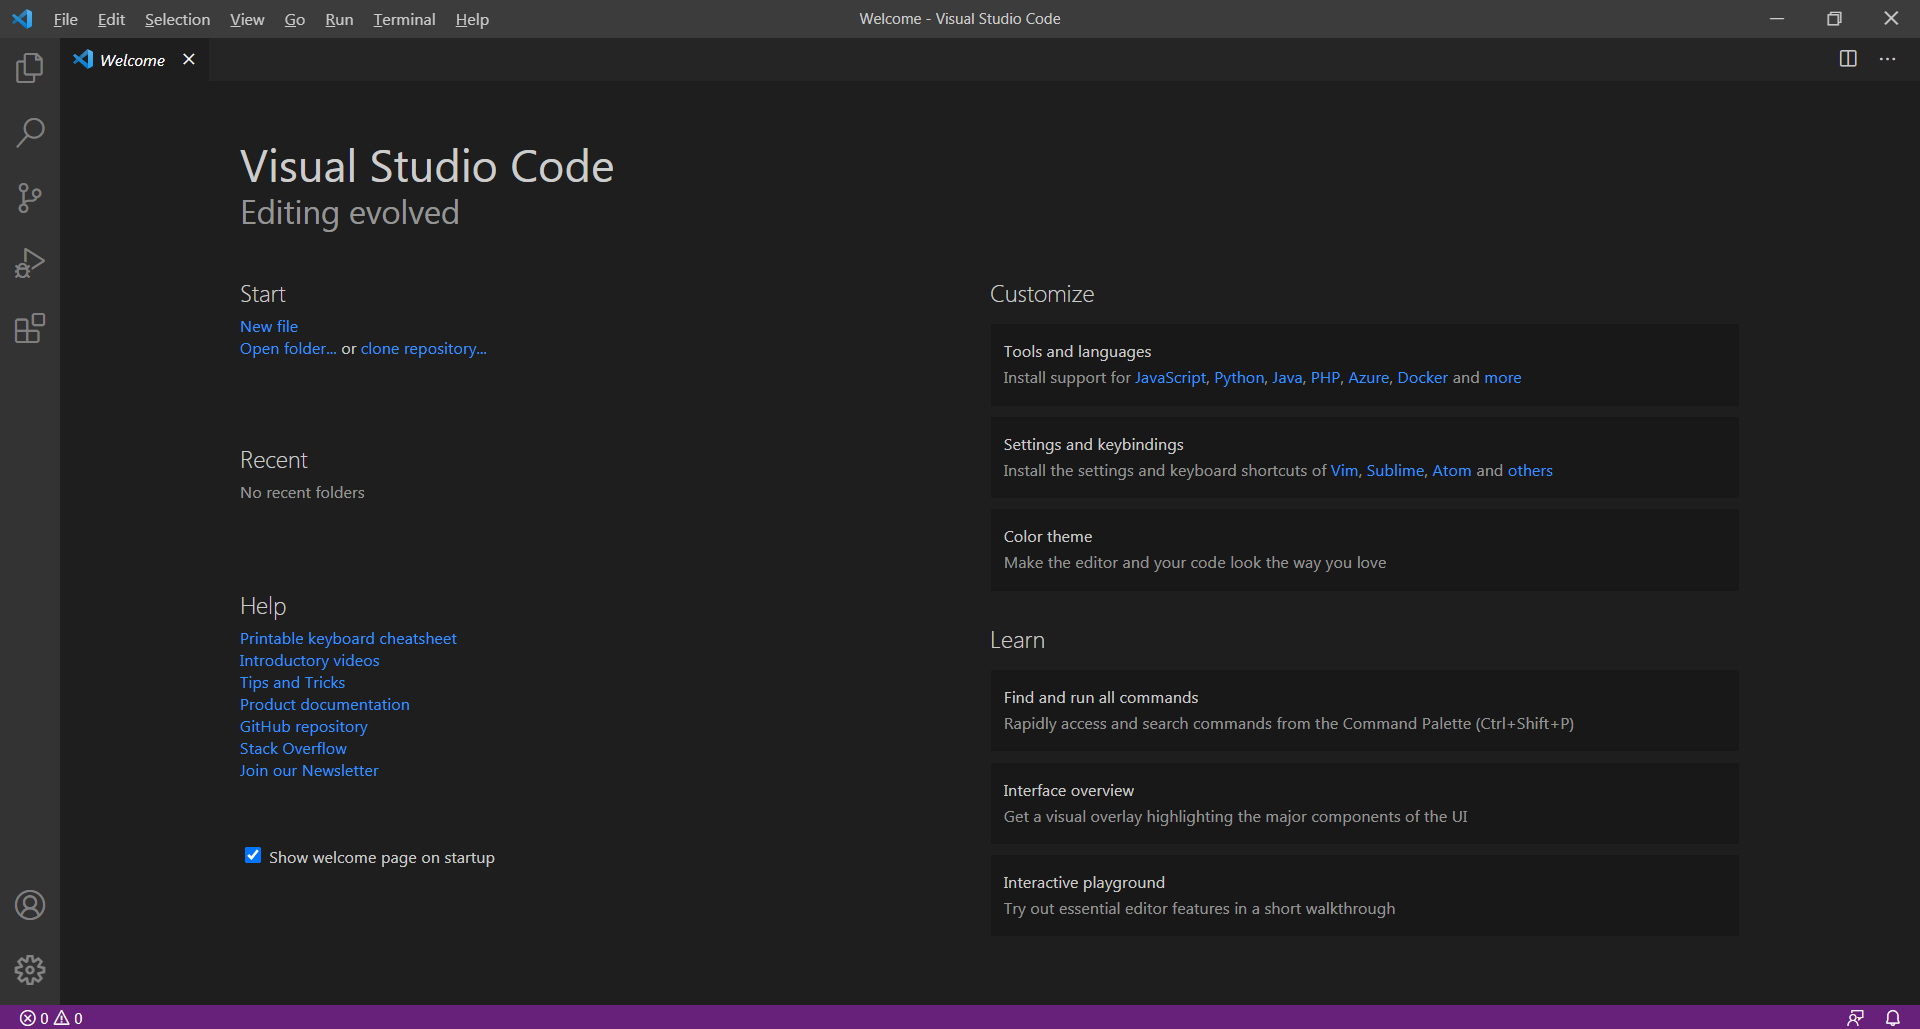 File Edit Selection View Go Run Terminal Help
Welcome - Visual Studio Code
Welcome
Visual Studio Code
Editing evolved
Start
New file
Open folder... or clone repository...
Recent
No recent folders
Help
Printable keyboard cheatsheet
Introductory videos
Tips and Tricks
Product documentation
GitHub repository
Stack Overflow
Join our Newsletter
Show welcome page on startup
Customize
Tools and languages
Install support for JavaScript, Python, Java, PHP, Azure, Docker and more
Settings and keybindings
Install the settings and keyboard shortcuts of Vim, Sublime, Atom and others
Color theme
Make the editor and your code look the way you love
Learn
Find and run all commands
Rapidly access and search commands from the Command Palette (Ctrl+Shift+P)
Interface overview
Get a visual overlay highlighting the major components of the UI
Interactive playground
Try out essential editor features in a short walkthrough
0 0